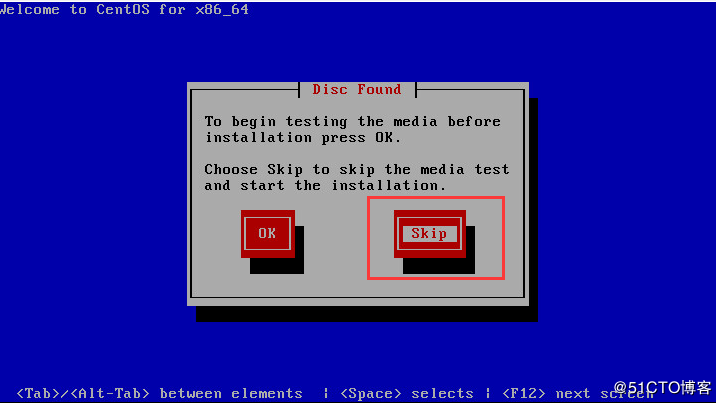 Welcome to CentOS for x86_64
Disc Found
To begin testing the media before
installation press OK.
Choose Skip to skip the media test
and start the installation.
OK Skip
<Tab>/<Alt-Tab> between elements | <Space> selects | <F12> next screen
@51CTO博客